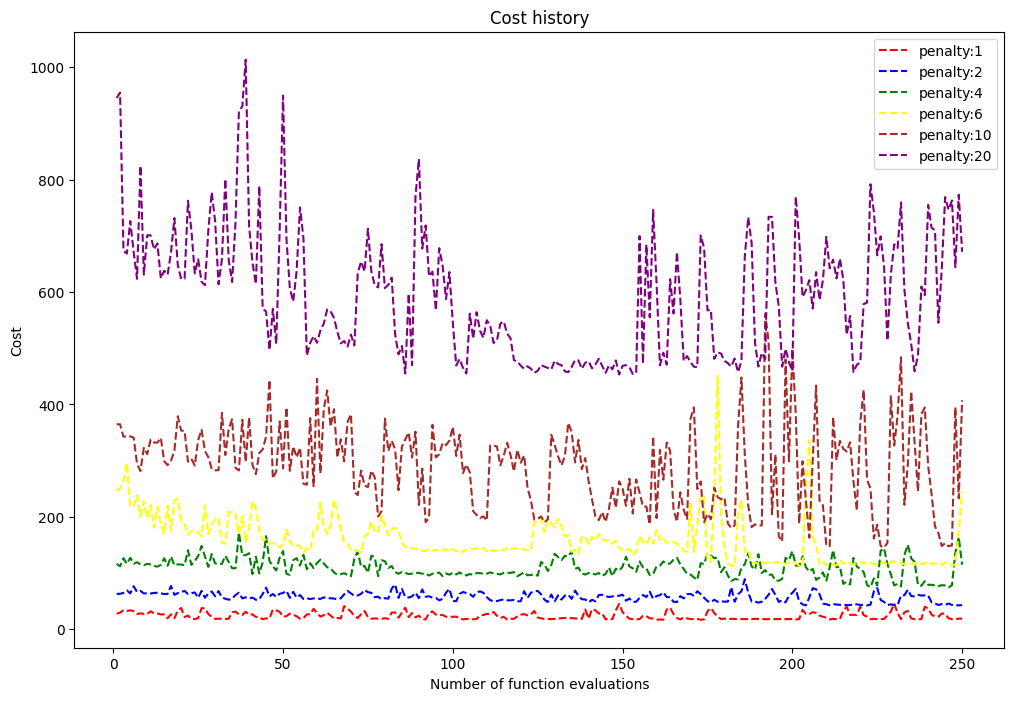 Cost history
penalty:1
penalty:2
penalty:4
penalty:6
penalty:10
penalty:20
Cost
1000
800
600
400
200
0
0 50 100 150 200 250
Number of function evaluations